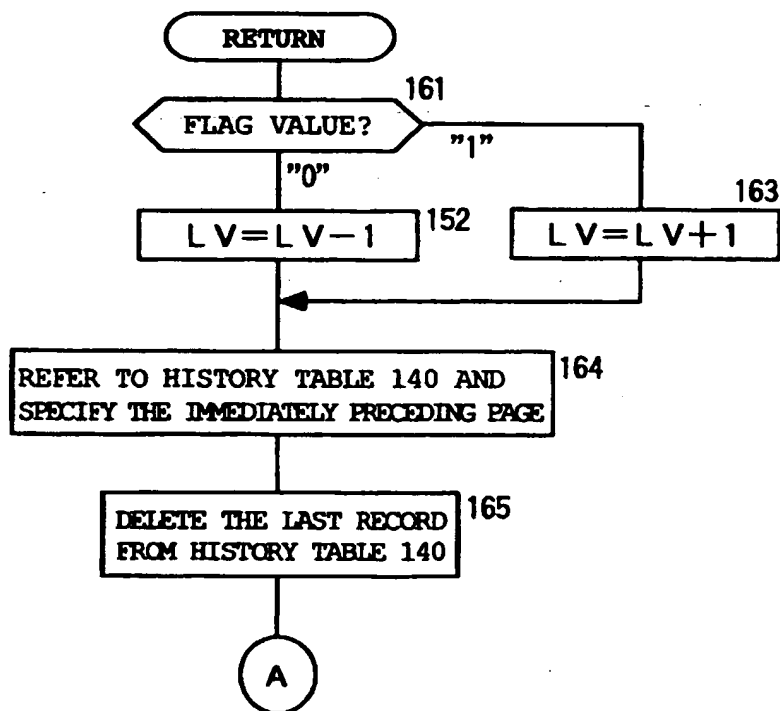 RETURN
161
FLAG VALUE?
"1"
"0"
163
LV=LV-1
152
LV=LV+1
REFER TO HISTORY TABLE 140 AND
SPECIFY THE IMMEDIATELY PRECEDING PAGE
164
DELETE THE LAST RECORD
FROM HISTORY TABLE 140
165
A